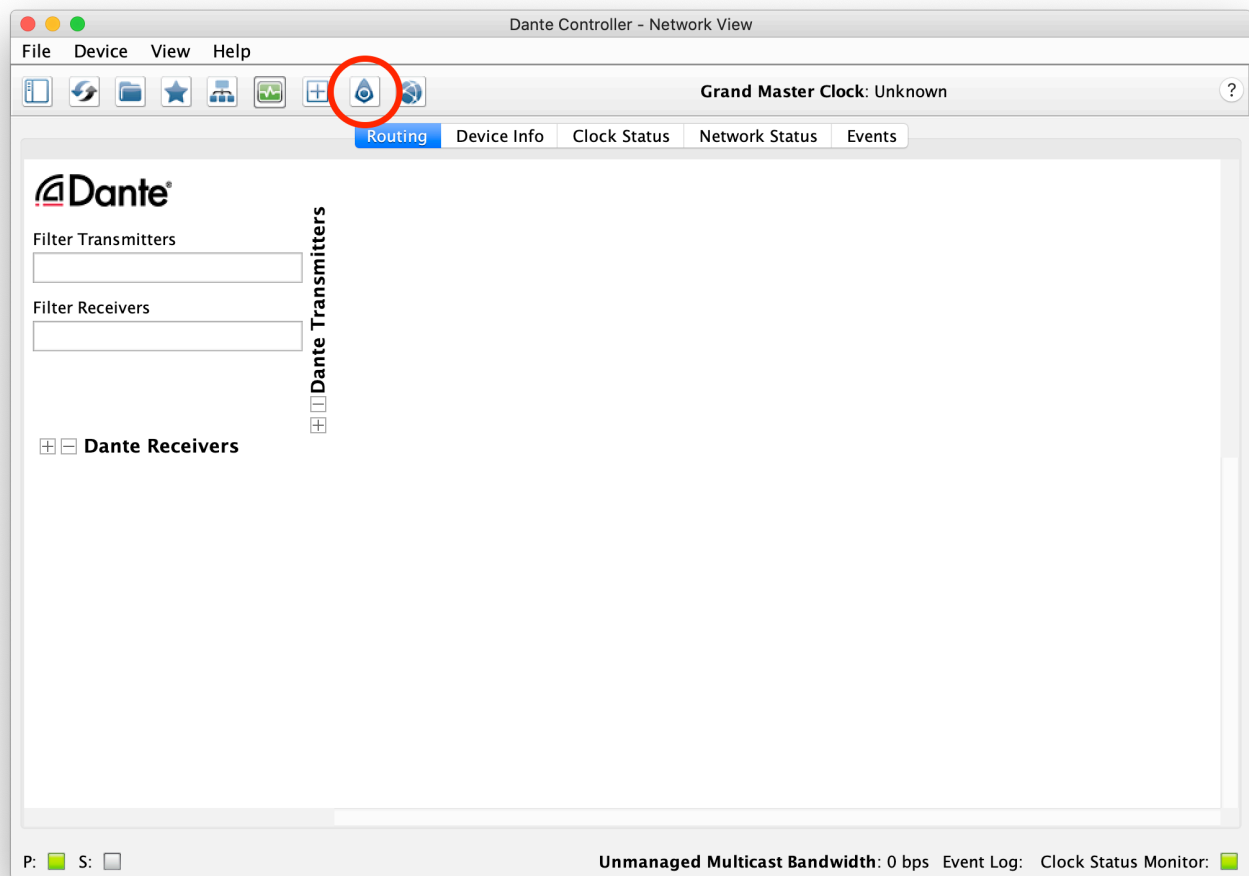 Dante Controller - Network View
File Device View Help
Grand Master Clock: Unknown
?
Routing Device Info Clock Status Network Status Events
Dante®
Filter Transmitters
Filter Receivers
Dante Transmitters
Dante Receivers
P: S: Unmanaged Multicast Bandwidth: 0 bps Event Log: Clock Status Monitor: